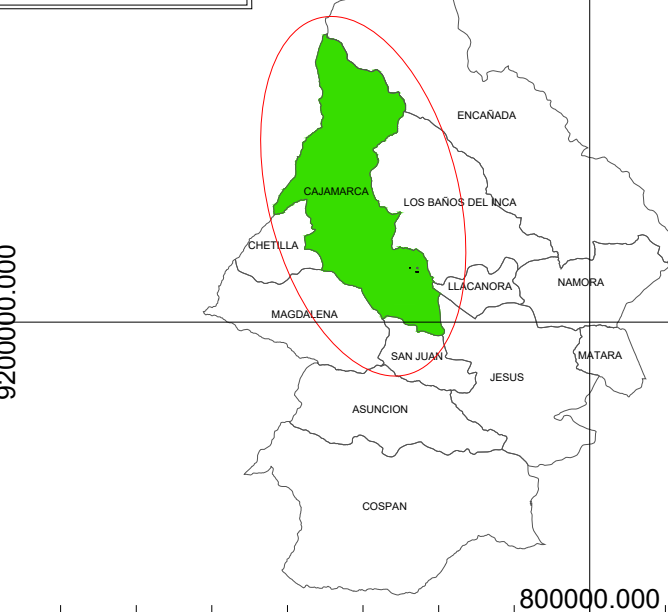 ENCAÑADA
CAJAMARCA
LOS BAÑOS DEL INCA
CHETILLA
NAMORA
LLACANORA
MAGDALENA
9200000.000
SAN JUAN
MATARA
JESUS
ASUNCION
COSPAN
800000.000